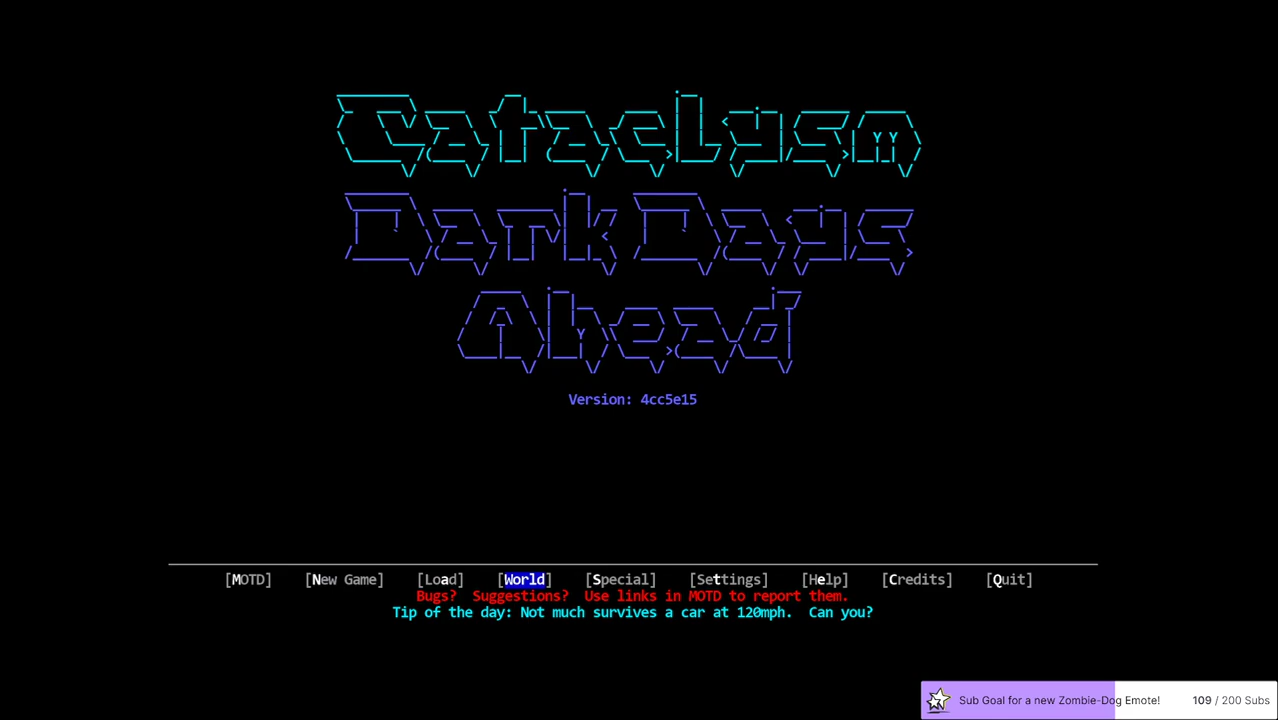 Cataclysm
Dark Days
Ahead
Version: 4cc5e15
[MOTD] [New Game] [Load] [World] [Special] [Settings] [Help] [Credits] [Quit]
Bugs? Suggestions? Use links in MOTD to report them.
Tip of the day: Not much survives a car at 120mph. Can you?
Sub Goal for a new Zombie-Dog Emote! 109 / 200 Subs